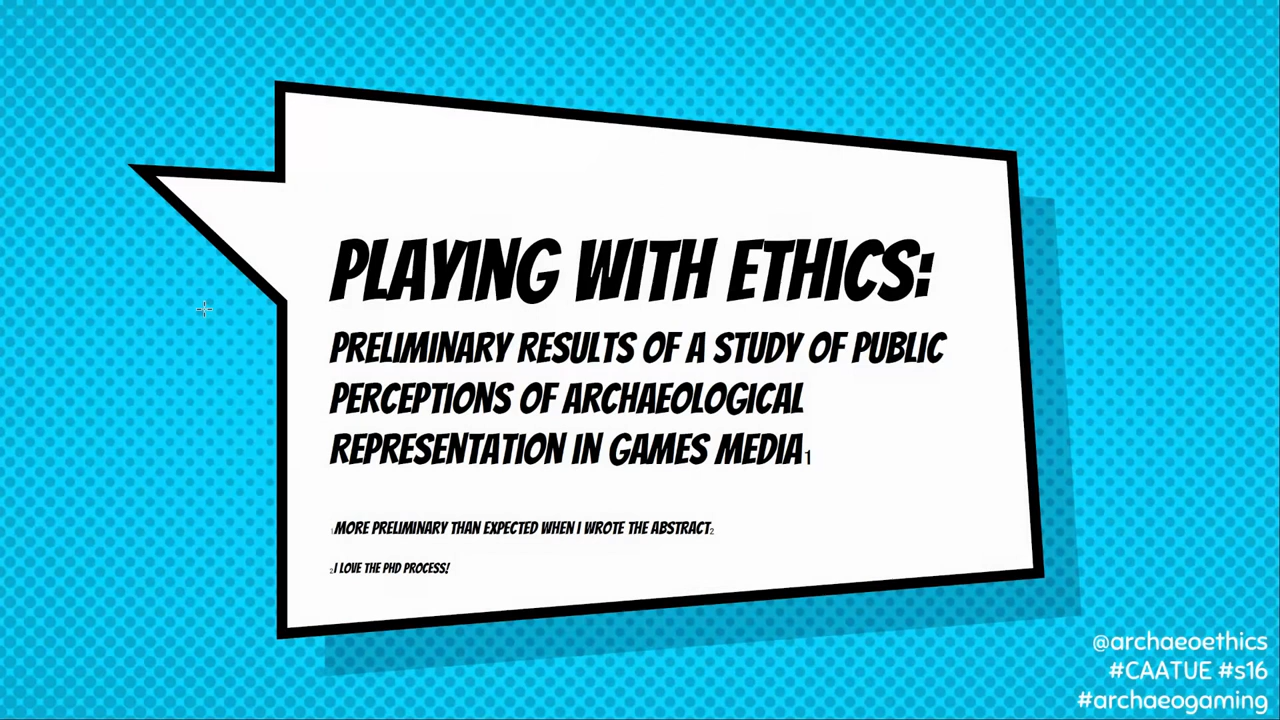 PLAYING WITH ETHICS:
PRELIMINARY RESULTS OF A STUDY OF PUBLIC
PERCEPTIONS OF ARCHAEOLOGICAL
REPRESENTATION IN GAMES MEDIA1
1MORE PRELIMINARY THAN EXPECTED WHEN I WROTE THE ABSTRACT2
2I LOVE THE PHD PROCESS!
@archaeoethics
#CAATUE #s16
#archaeogaming